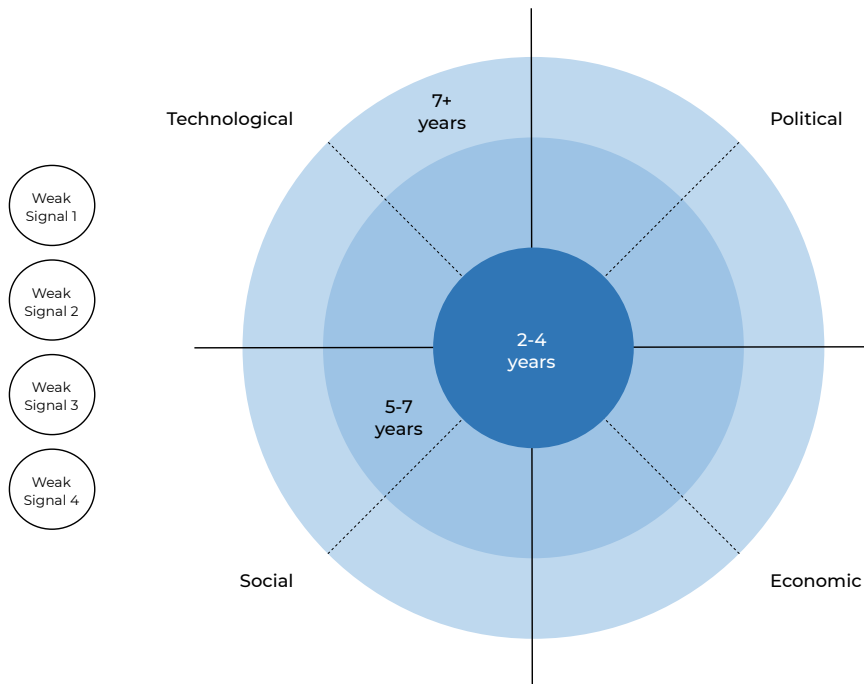 7+
years
Technological
Political
Weak
Signal 1
Weak
Signal 2
2-4
years
Weak
Signal 3
5-7
years
Weak
Signal 4
Social
Economic